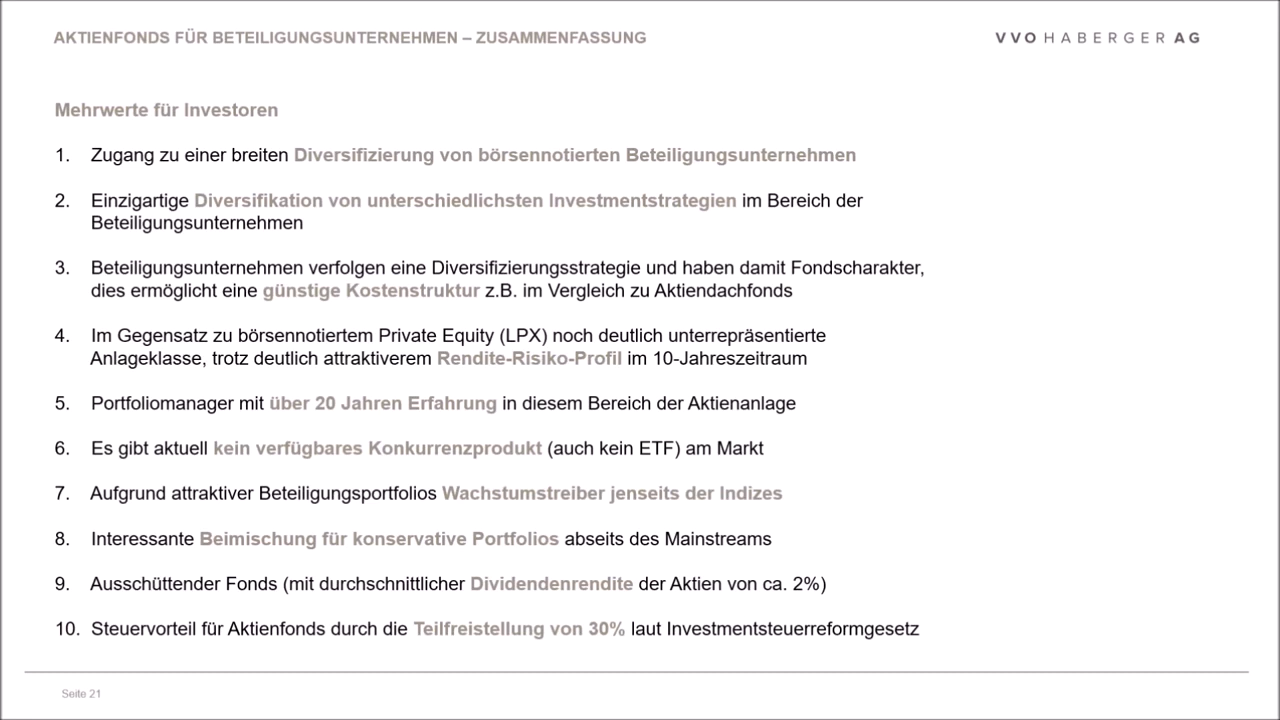 AKTIENFONDS FÜR BETEILIGUNGSUNTERNEHMEN – ZUSAMMENFASSUNG
VVO HABERGER AG
Mehrwerte für Investoren
1. Zugang zu einer breiten Diversifizierung von börsennotierten Beteiligungsunternehmen
2. Einzigartige Diversifikation von unterschiedlichsten Investmentstrategien im Bereich der
Beteiligungsunternehmen
3. Beteiligungsunternehmen verfolgen eine Diversifizierungsstrategie und haben damit Fondscharakter,
dies ermöglicht eine günstige Kostenstruktur z.B. im Vergleich zu Aktiendachfonds
4. Im Gegensatz zu börsennotiertem Private Equity (LPX) noch deutlich unterrepräsentierte
Anlageklasse, trotz deutlich attraktiverem Rendite-Risiko-Profil im 10-Jahreszeitraum
5. Portfoliomanager mit über 20 Jahren Erfahrung in diesem Bereich der Aktienanlage
6. Es gibt aktuell kein verfügbares Konkurrenzprodukt (auch kein ETF) am Markt
7. Aufgrund attraktiver Beteiligungsportfolios Wachstumstreiber jenseits der Indizes
8. Interessante Beimischung für konservative Portfolios abseits des Mainstreams
9. Ausschüttender Fonds (mit durchschnittlicher Dividendenrendite der Aktien von ca. 2%)
10. Steuervorteil für Aktienfonds durch die Teilfreistellung von 30% laut Investmentsteuerreformgesetz
Seite 21